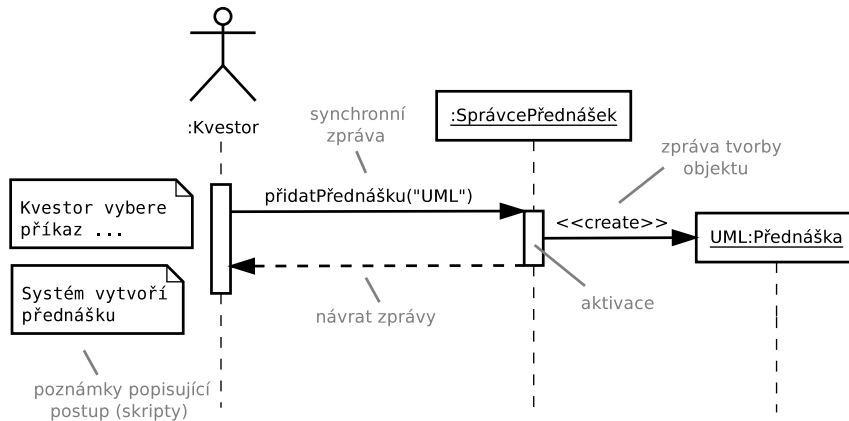 :Kvestor
synchronní
zpráva
:SprávcePřednášek
zpráva tvorby
objektu
Kvestor vybere
příkaz ...
přidatPřednášku("UML")
<<create>>
UML:Přednáška
Systém vytvoří
přednášku
návrat zprávy
aktivace
poznámky popisující
postup (skripty)